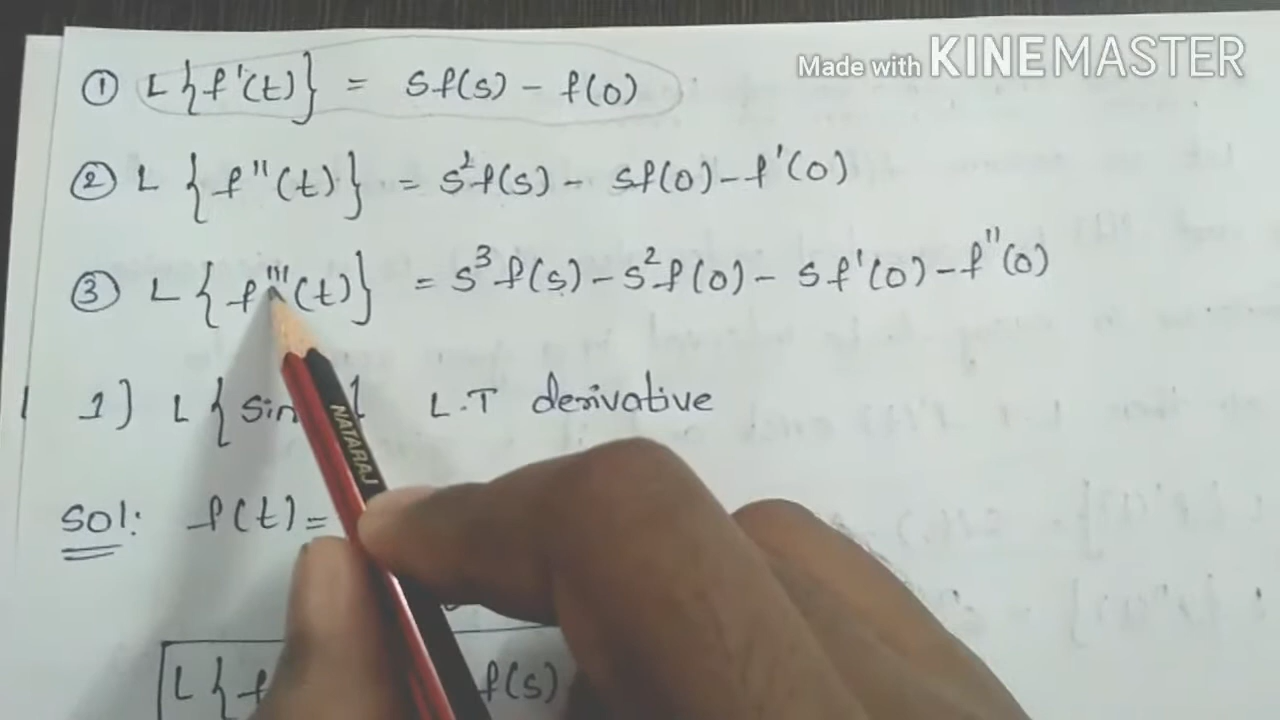 Made with KINEMASTER
① L{f'(t)} = sf(s) - f(0)
② L {f''(t)} = s²f(s) - sf(0) - f'(0)
③ L {f'''(t)} = s³f(s) - s²f(0) - sf'(0) - f''(0)
1) L { sin } L.T derivative
NATARAJ
Sol: f(t) =
L{f f(s)